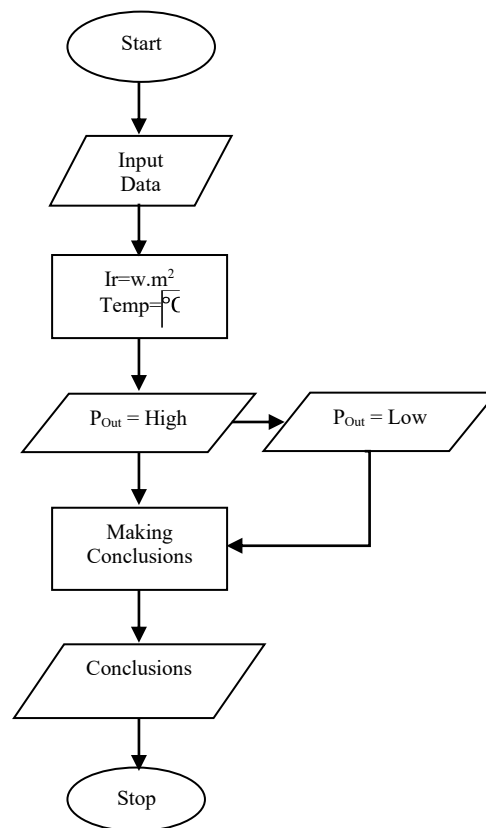 Start
Input
Data
Ir=w.m²
Temp=°C
P_Out = High
P_Out = Low
Making
Conclusions
Conclusions
Stop